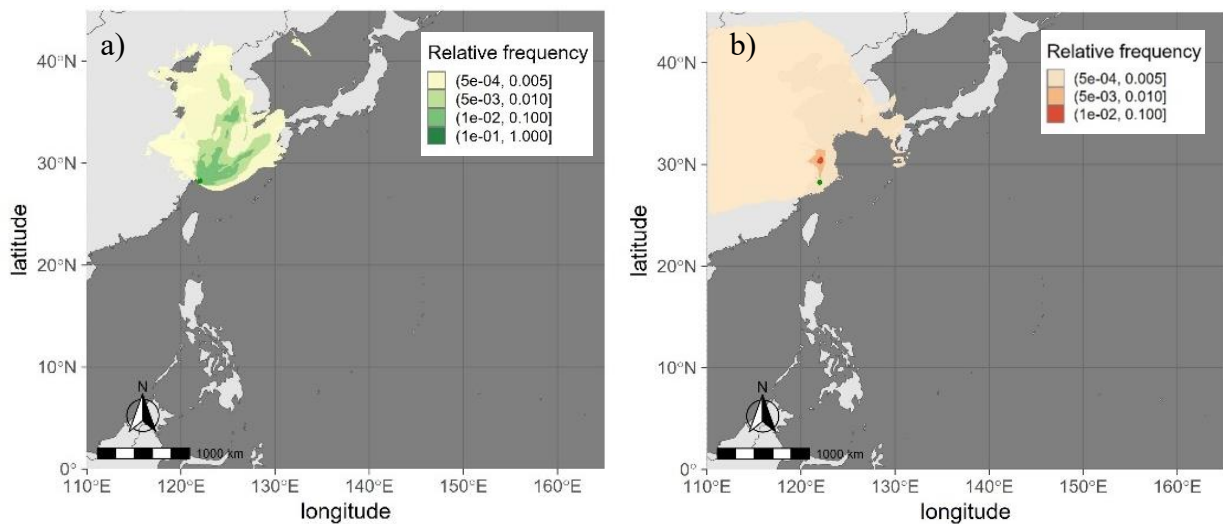 a)
Relative frequency
(5e-04, 0.005]
(5e-03, 0.010]
(1e-02, 0.100]
(1e-01, 1.000]
40°N
30°N
20°N
10°N
0°
latitude
N
1000 km
110°E
120°E
130°E
140°E
150°E
160°E
longitude
b)
Relative frequency
(5e-04, 0.005]
(5e-03, 0.010]
(1e-02, 0.100]
40°N
30°N
20°N
10°N
0°
latitude
N
1000 km
110°E
120°E
130°E
140°E
150°E
160°E
longitude